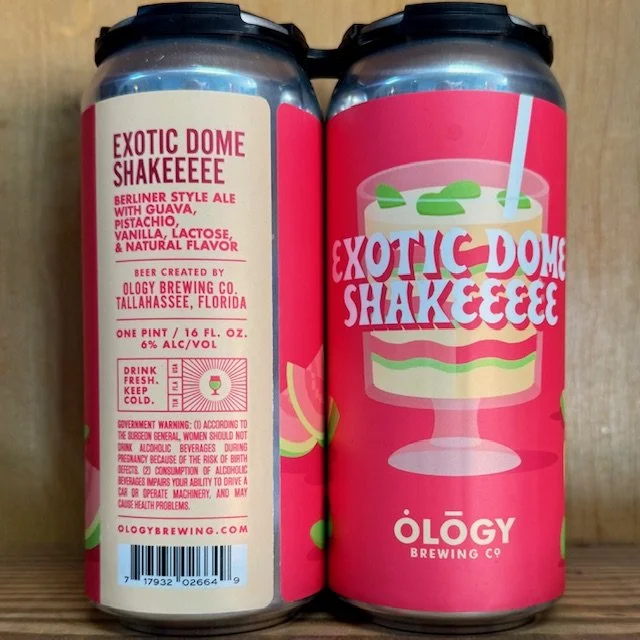 EXOTIC DOME
SHAKEEEEE
BERLINER STYLE ALE
WITH GUAVA,
PISTACHIO,
VANILLA, LACTOSE,
& NATURAL FLAVOR
BEER CREATED BY
OLOGY BREWING CO.
TALLAHASSEE, FLORIDA
ONE PINT / 16 FL. OZ.
6% ALC/VOL
DRINK
FRESH.
KEEP
COLD.
TLH FLA USA
GOVERNMENT WARNING: (1) ACCORDING TO
THE SURGEON GENERAL, WOMEN SHOULD NOT
DRINK ALCOHOLIC BEVERAGES DURING
PREGNANCY BECAUSE OF THE RISK OF BIRTH
DEFECTS. (2) CONSUMPTION OF ALCOHOLIC
BEVERAGES IMPAIRS YOUR ABILITY TO DRIVE A
CAR OR OPERATE MACHINERY, AND MAY
CAUSE HEALTH PROBLEMS.
OLOGYBREWING.COM
7 17932 02664 9
EXOTIC DOME
SHAKEEEEE
ȮLŌGY
BREWING CO